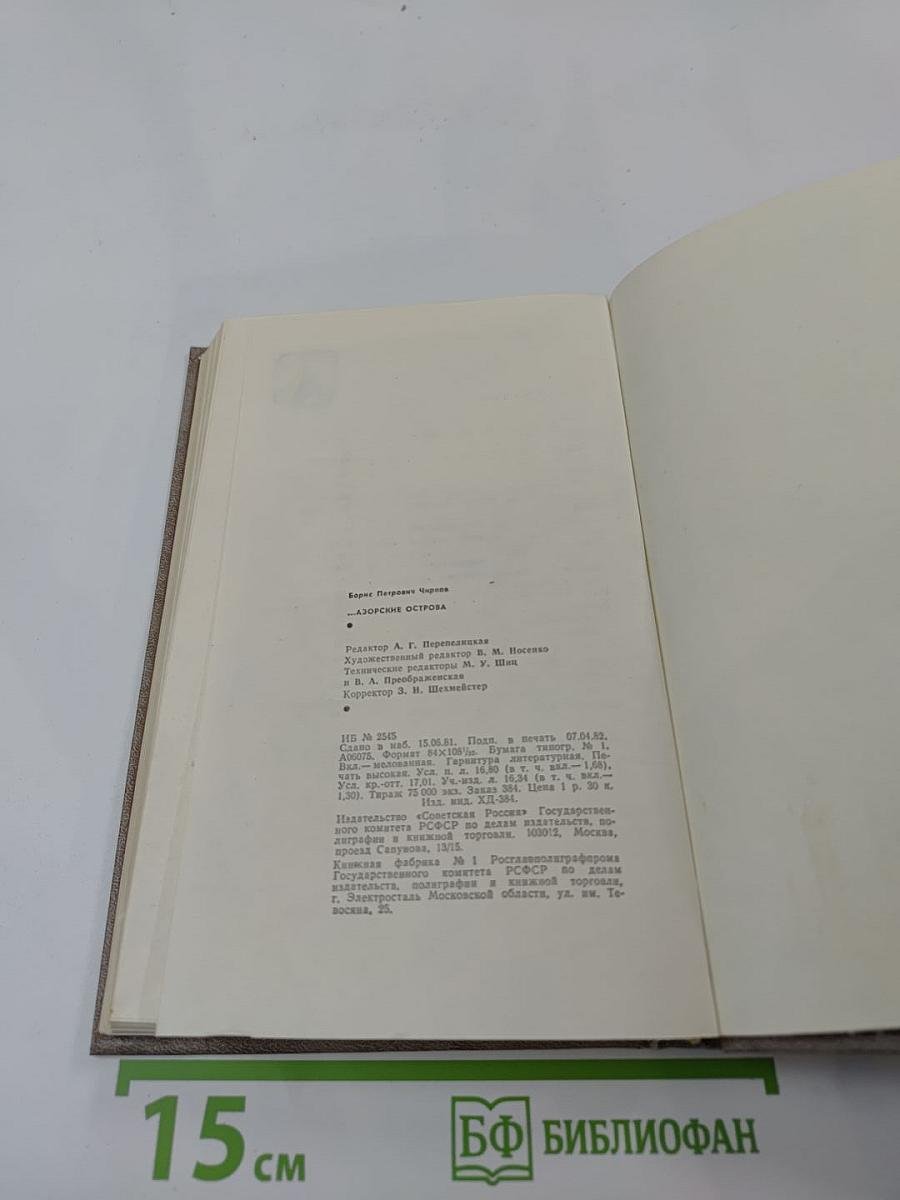 Борис Петрович Чирков
...АЗОРСКИЕ ОСТРОВА
Редактор А. Г. Перепелицкая
Художественный редактор В. М. Носенко
Технические редакторы М. У. Шиц
и В. А. Преображенская
Корректор З. И. Шехмейстер
ИБ № 2545
Сдано в наб. 15.06.81. Подп. в печать 07.04.82.
А06075. Формат 84×108¹/₃₂. Бумага типогр. № 1.
Вкл.— мелованная. Гарнитура литературная. Пе-
чать высокая. Усл. п. л. 16,80 (в т. ч. вкл.— 1,68).
Усл. кр.-отт. 17,01. Уч.-изд. л. 16,34 (в т. ч. вкл.—
1,30). Тираж 75 000 экз. Заказ 384. Цена 1 р. 30 к.
Изд. инд. ХД-384.
Издательство «Советская Россия» Государствен-
ного комитета РСФСР по делам издательств, по-
лиграфии и книжной торговли. 103012, Москва,
проезд Сапунова, 13/15.
Книжная фабрика № 1 Росглавполиграфпрома
Государственного комитета РСФСР по делам
издательств, полиграфии и книжной торговли,
г. Электросталь Московской области, ул. им. Те-
восяна, 25.
15 см
БФ БИБЛИОФАН